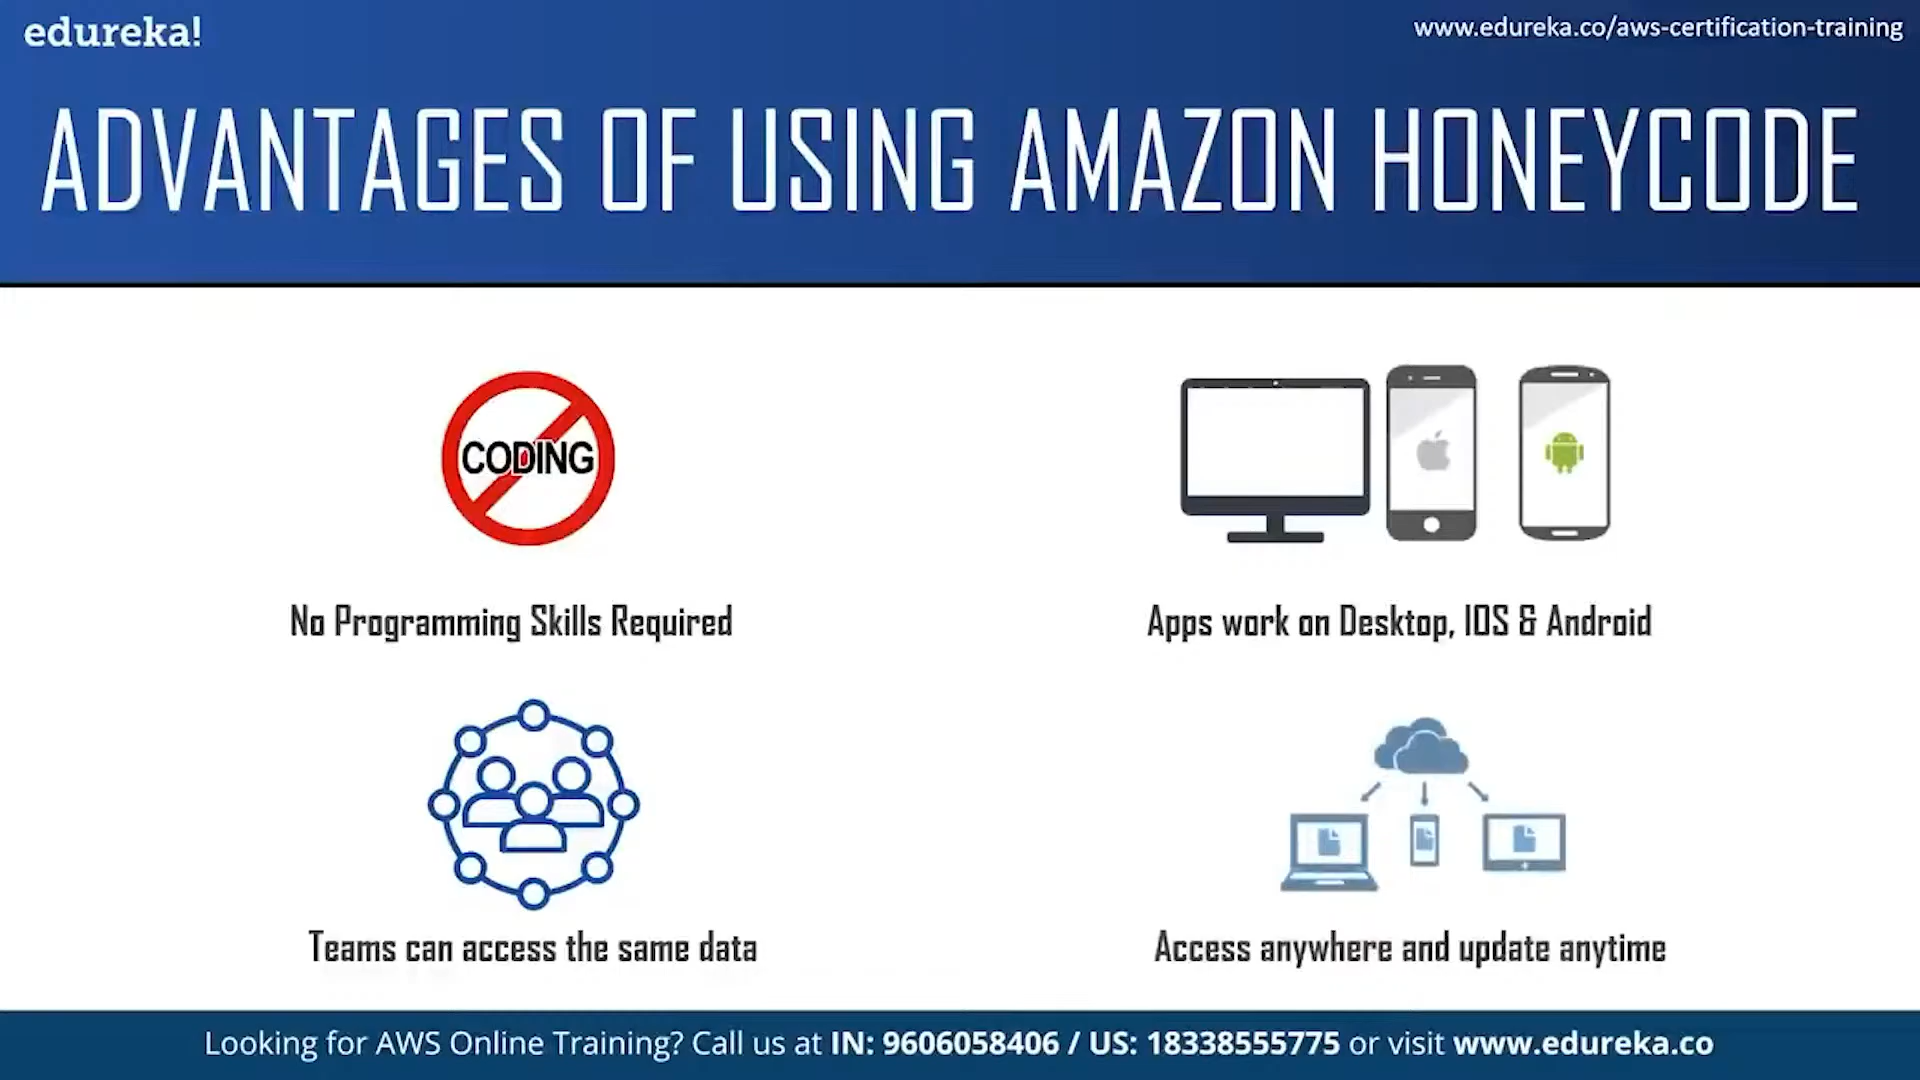 edureka!
www.edureka.co/aws-certification-training
ADVANTAGES OF USING AMAZON HONEYCODE
CODING
No Programming Skills Required
Apps work on Desktop, IOS & Android
Teams can access the same data
Access anywhere and update anytime
Looking for AWS Online Training? Call us at IN: 9606058406 / US: 18338555775 or visit www.edureka.co